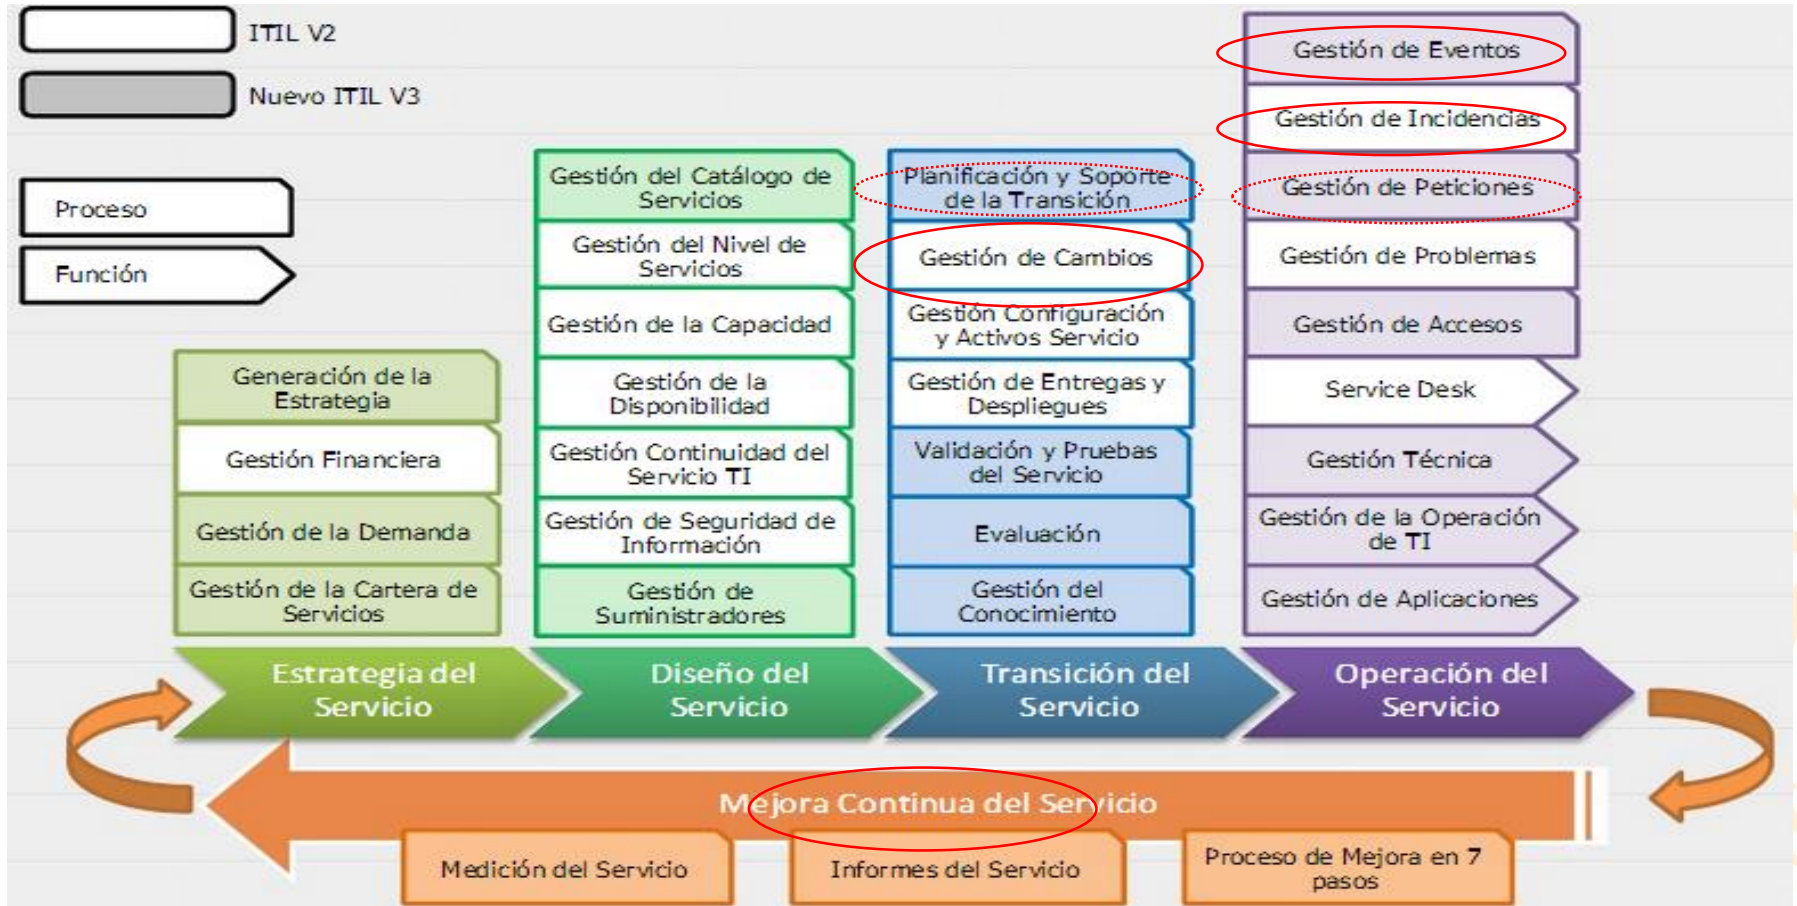 ITIL V2
Nuevo ITIL V3
Proceso
Función
Generación de la
Estrategia
Gestión Financiera
Gestión de la Demanda
Gestión de la Cartera de
Servicios
Estrategia del
Servicio
Gestión del Catálogo de
Servicios
Gestión del Nivel de
Servicios
Gestión de la Capacidad
Gestión de la
Disponibilidad
Gestión Continuidad del
Servicio TI
Gestión de Seguridad de
Información
Gestión de
Suministradores
Diseño del
Servicio
Planificación y Soporte
de la Transición
Gestión de Cambios
Gestión Configuración
y Activos Servicio
Gestión de Entregas y
Despliegues
Validación y Pruebas
del Servicio
Evaluación
Gestión del
Conocimiento
Transición del
Servicio
Gestión de Eventos
Gestión de Incidencias
Gestión de Peticiones
Gestión de Problemas
Gestión de Accesos
Service Desk
Gestión Técnica
Gestión de la Operación
de TI
Gestión de Aplicaciones
Operación del
Servicio
Mejora Continua del Servicio
Medición del Servicio
Informes del Servicio
Proceso de Mejora en 7
pasos